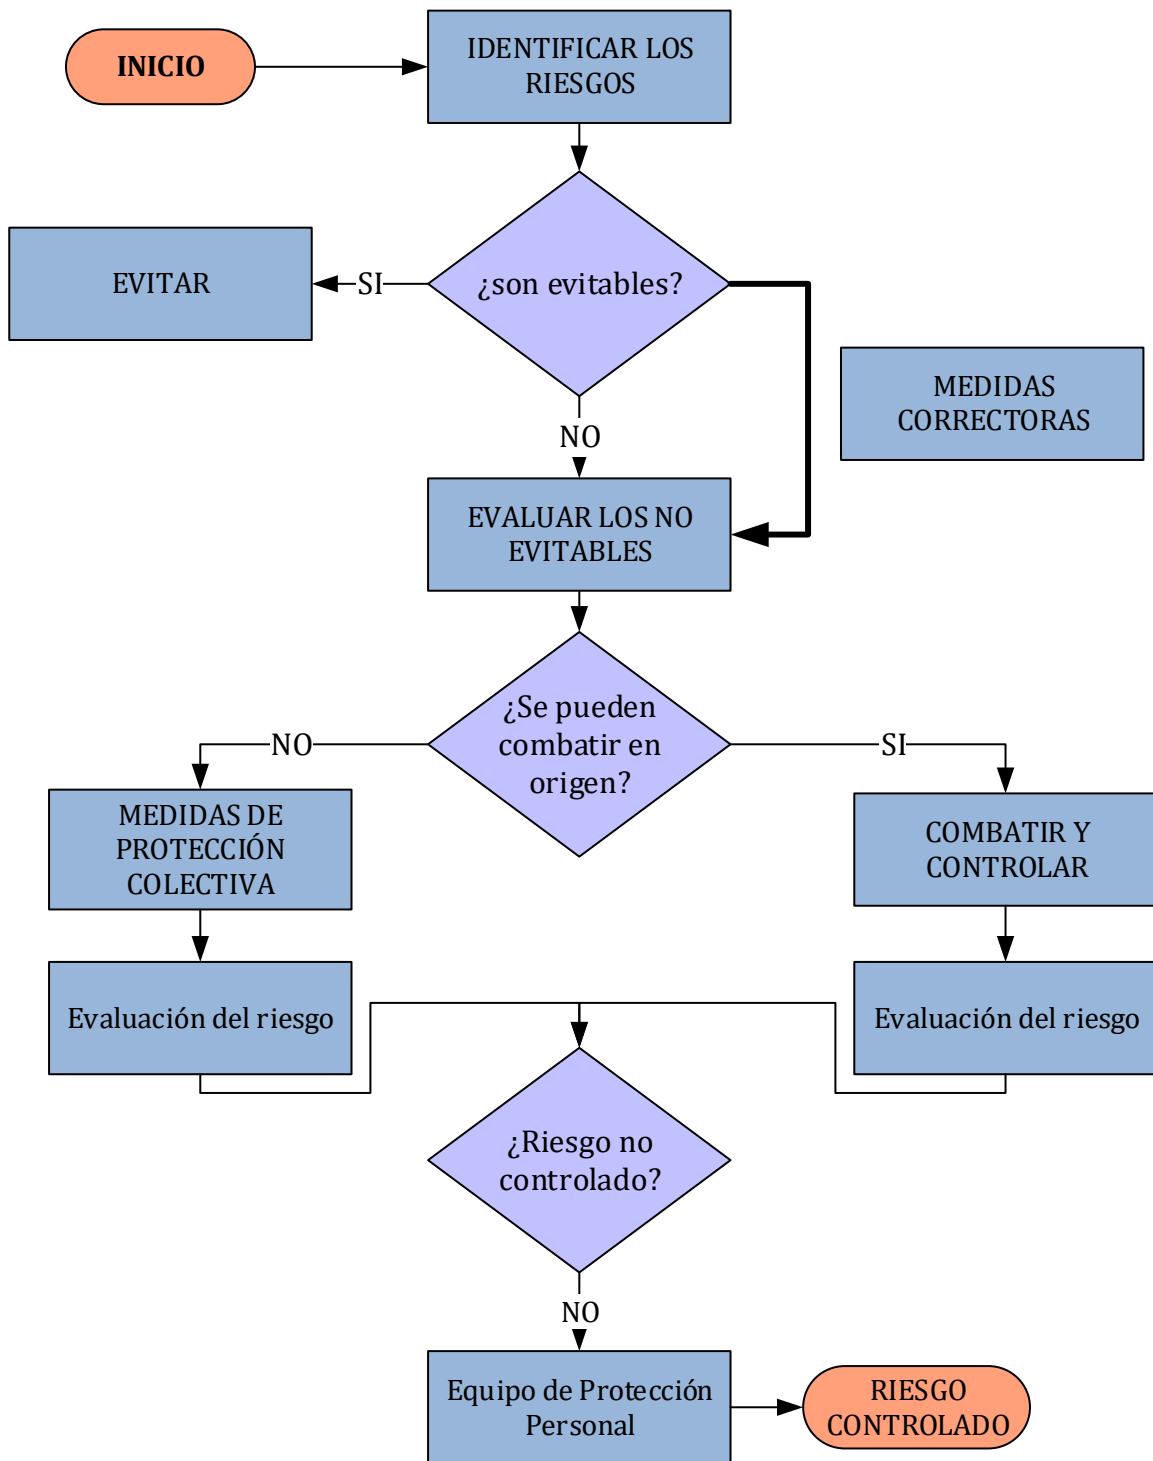 INICIO
IDENTIFICAR LOS
RIESGOS
¿son evitables?
SI
EVITAR
MEDIDAS
CORRECTORAS
NO
EVALUAR LOS NO
EVITABLES
¿Se pueden
combatir en
origen?
NO
SI
MEDIDAS DE
PROTECCIÓN
COLECTIVA
COMBATIR Y
CONTROLAR
Evaluación del riesgo
Evaluación del riesgo
¿Riesgo no
controlado?
NO
Equipo de Protección
Personal
RIESGO
CONTROLADO